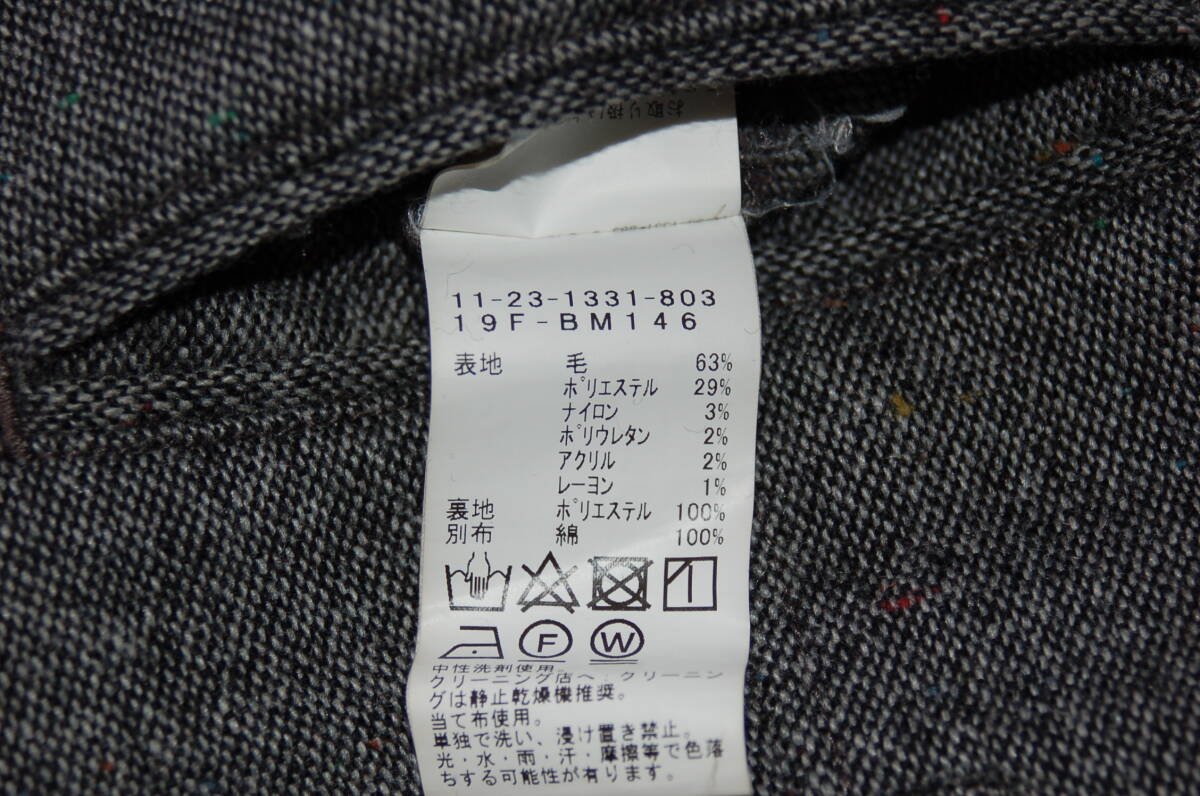 お取り扱い
11-23-1331-803
19F-BM146
表地 毛 63%
ポリエステル 29%
ナイロン 3%
ポリウレタン 2%
アクリル 2%
レーヨン 1%
裏地 ポリエステル 100%
別布 綿 100%
F W
中性洗剤使用。
クリーニング店へ:クリーニン
グは静止乾燥機推奨。
当て布使用。
単独で洗い、浸け置き禁止。
光・水・雨・汗・摩擦等で色落
ちする可能性が有ります。